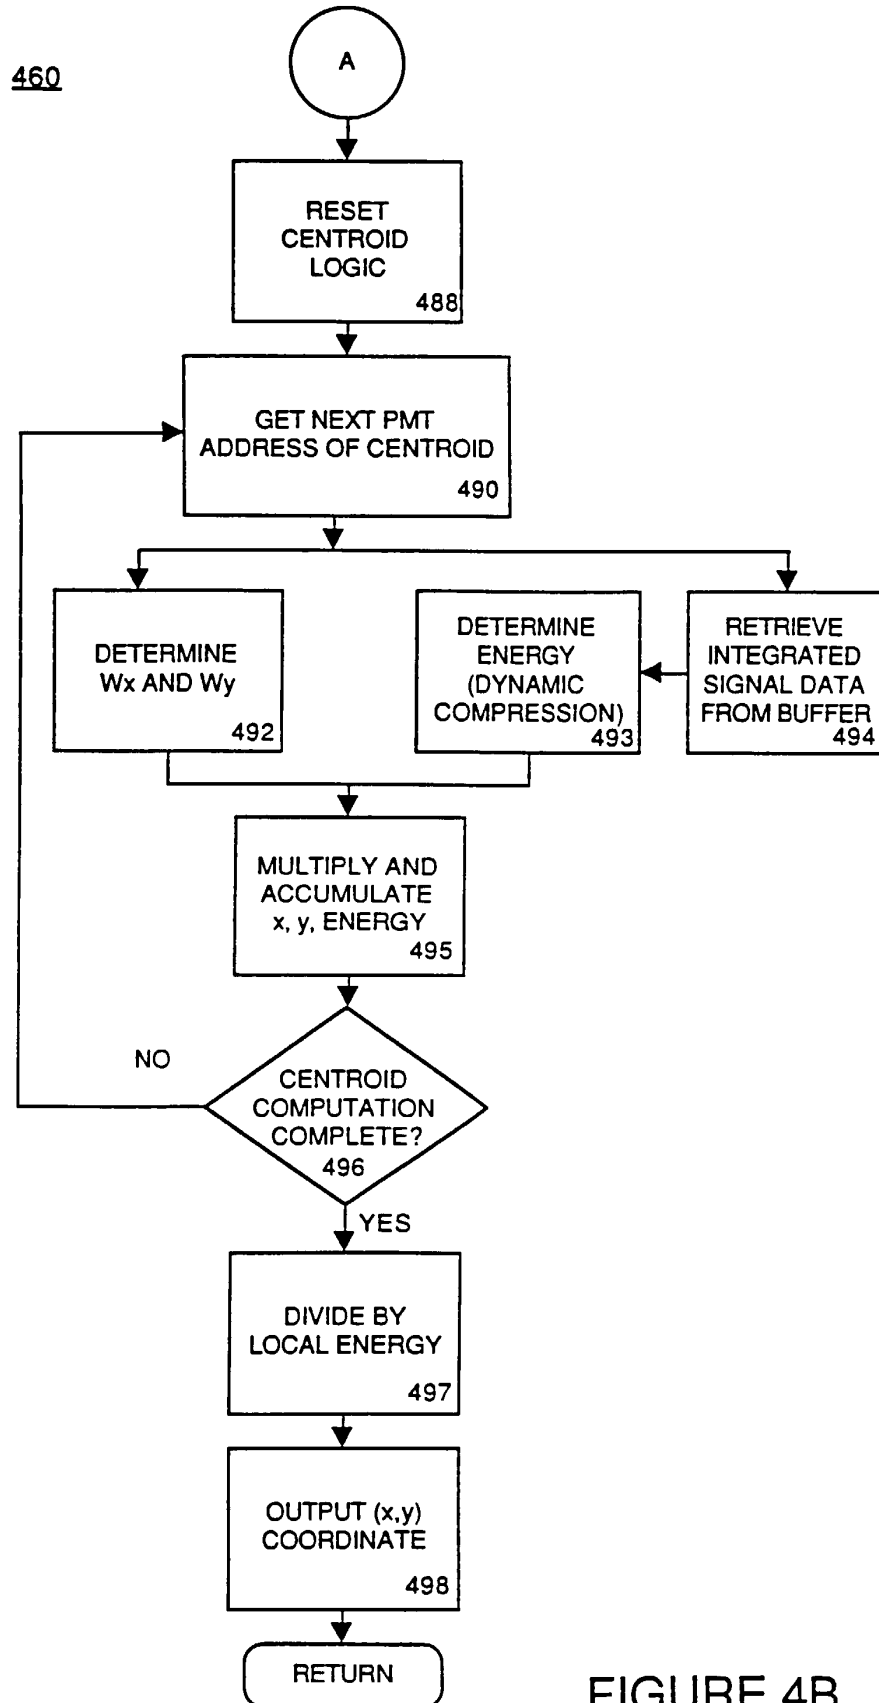 460
A
RESET
CENTROID
LOGIC
488
GET NEXT PMT
ADDRESS OF CENTROID
490
DETERMINE
Wx AND Wy
492
DETERMINE
ENERGY
(DYNAMIC
COMPRESSION)
493
RETRIEVE
INTEGRATED
SIGNAL DATA
FROM BUFFER
494
MULTIPLY AND
ACCUMULATE
x, y, ENERGY
495
NO
CENTROID
COMPUTATION
COMPLETE?
496
YES
DIVIDE BY
LOCAL ENERGY
497
OUTPUT (x,y)
COORDINATE
498
RETURN
FIGURE 4B